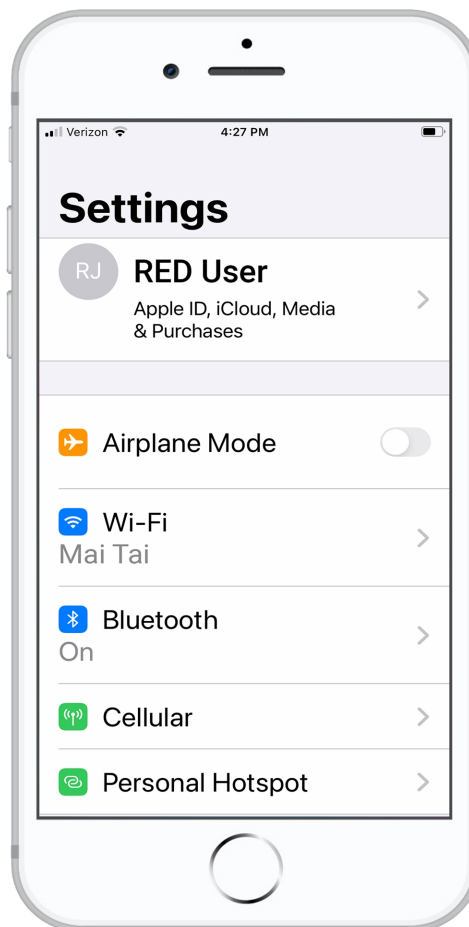 Verizon 4:27 PM
Settings
RJ
RED User
Apple ID, iCloud, Media
& Purchases
Airplane Mode
Wi-Fi
Mai Tai
Bluetooth
On
Cellular
Personal Hotspot